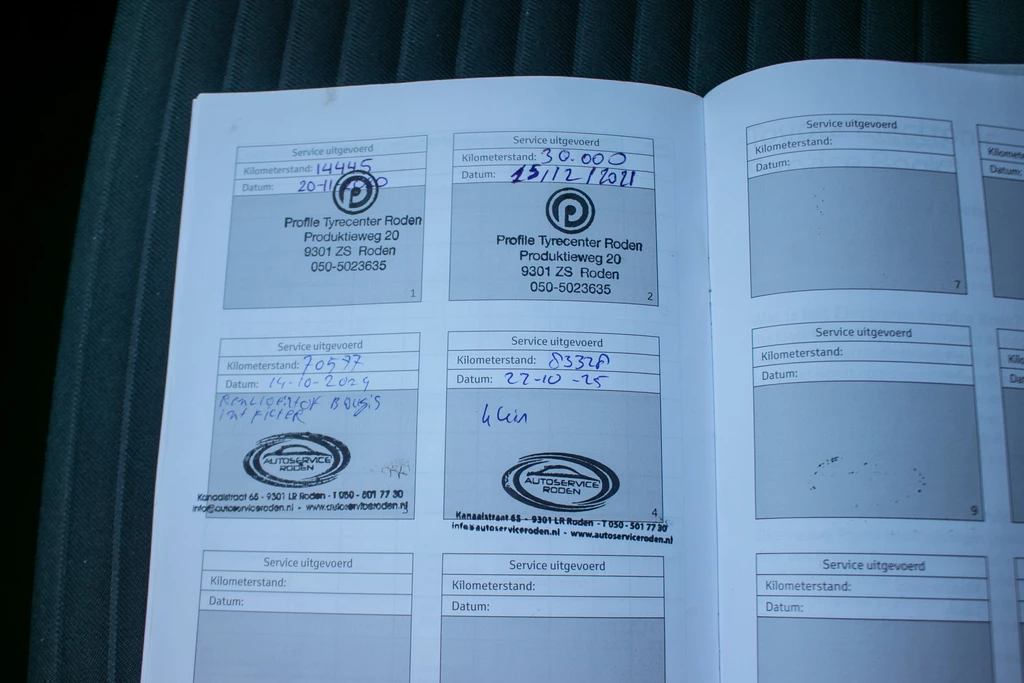 Service uitgevoerd
Kilometerstand: 14445
Datum: 20-11
Profile Tyrecenter Roden
Produktieweg 20
9301 ZS Roden
050-5023635
1
Service uitgevoerd
Kilometerstand: 30.000
Datum: 15/12/2021
Profile Tyrecenter Roden
Produktieweg 20
9301 ZS Roden
050-5023635
2
Service uitgevoerd
Kilometerstand: 70577
Datum: 14-10-2024
Bougis
int FILTER
AUTOSERVICE
RODEN
Kanaalstraat 65 - 9301 LR Roden - T 050 - 501 77 30
info@autoserviceroden.nl - www.autoserviceroden.nl
3
Service uitgevoerd
Kilometerstand: 83328
Datum: 22-10-25
klein
AUTOSERVICE
RODEN
4
Kanaalstraat 65 - 9301 LR Roden - T 050 - 501 77 30
info@autoserviceroden.nl - www.autoserviceroden.nl
Service uitgevoerd
Kilometerstand:
Datum:
Service uitgevoerd
Kilometerstand:
Datum:
Service uitgevoerd
Kilometerstand:
Datum:
7
Service uitgevoerd
Kilometerstand:
Datum:
9
Service uitgevoerd
Kilometerstand:
Datum: